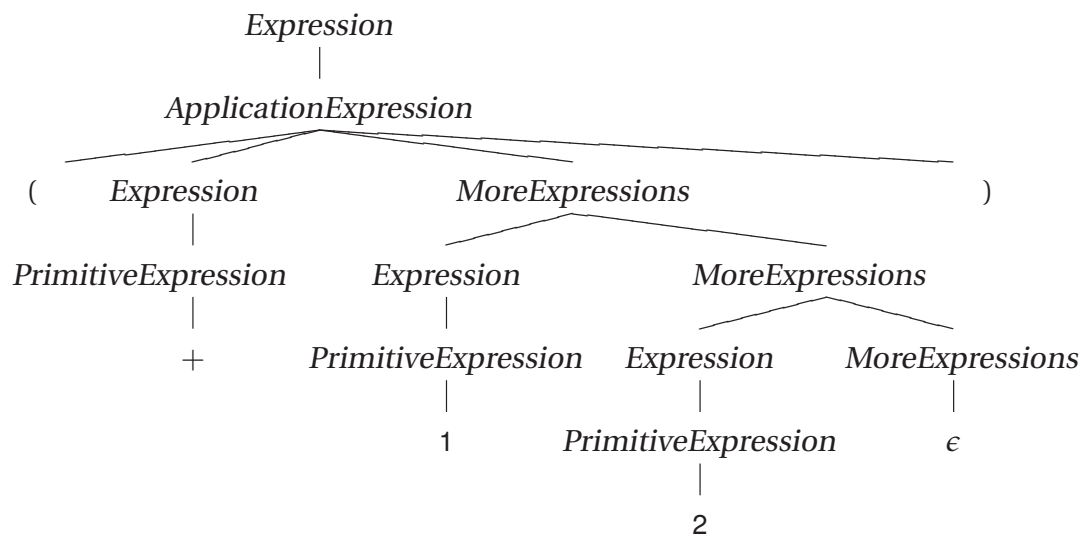 Expression
ApplicationExpression
( Expression MoreExpressions )
PrimitiveExpression Expression MoreExpressions
+ PrimitiveExpression Expression MoreExpressions
1 PrimitiveExpression ϵ
2